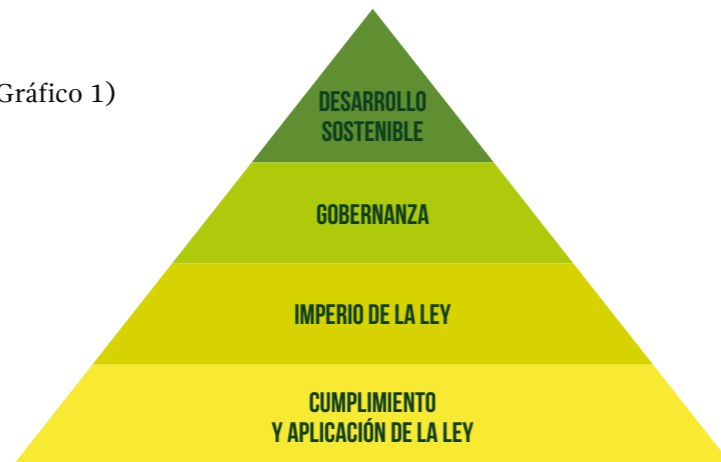 Gráfico 1)
DESARROLLO
SOSTENIBLE
GOBERNANZA
IMPERIO DE LA LEY
CUMPLIMIENTO
Y APLICACIÓN DE LA LEY